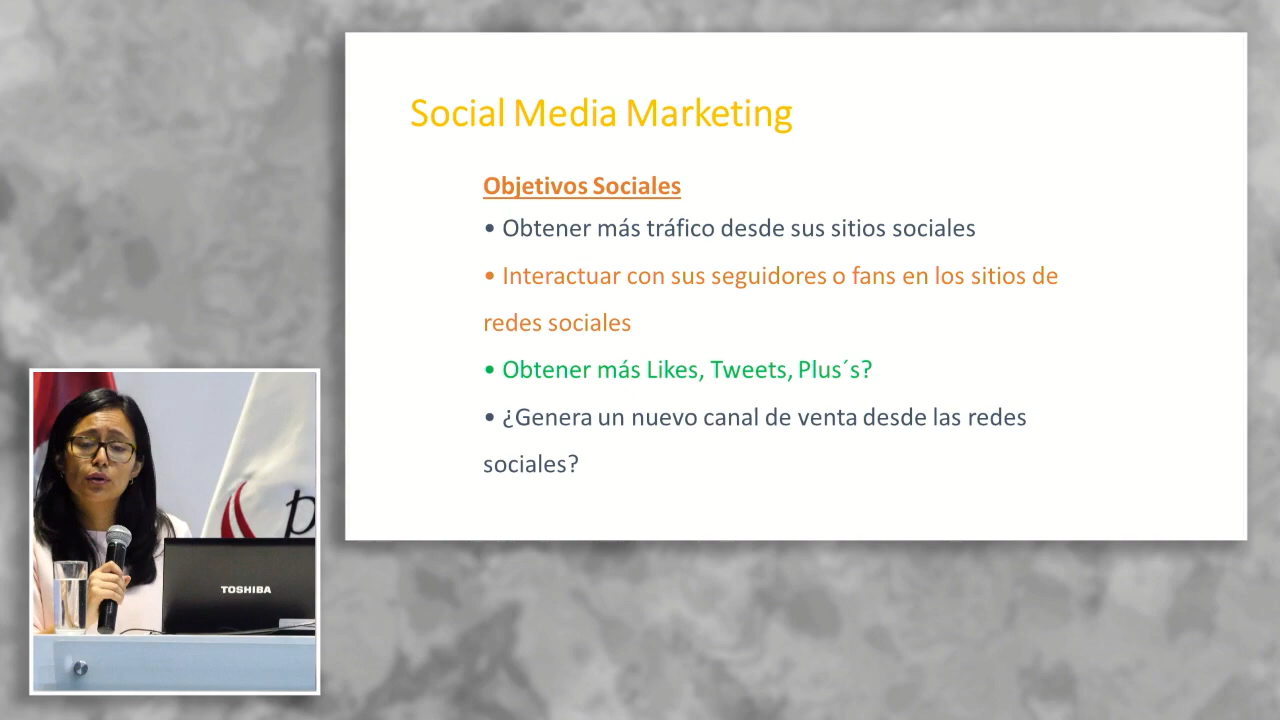 Social Media Marketing
Objetivos Sociales
• Obtener más tráfico desde sus sitios sociales
• Interactuar con sus seguidores o fans en los sitios de
redes sociales
• Obtener más Likes, Tweets, Plus´s?
• ¿Genera un nuevo canal de venta desde las redes
sociales?
TOSHIBA